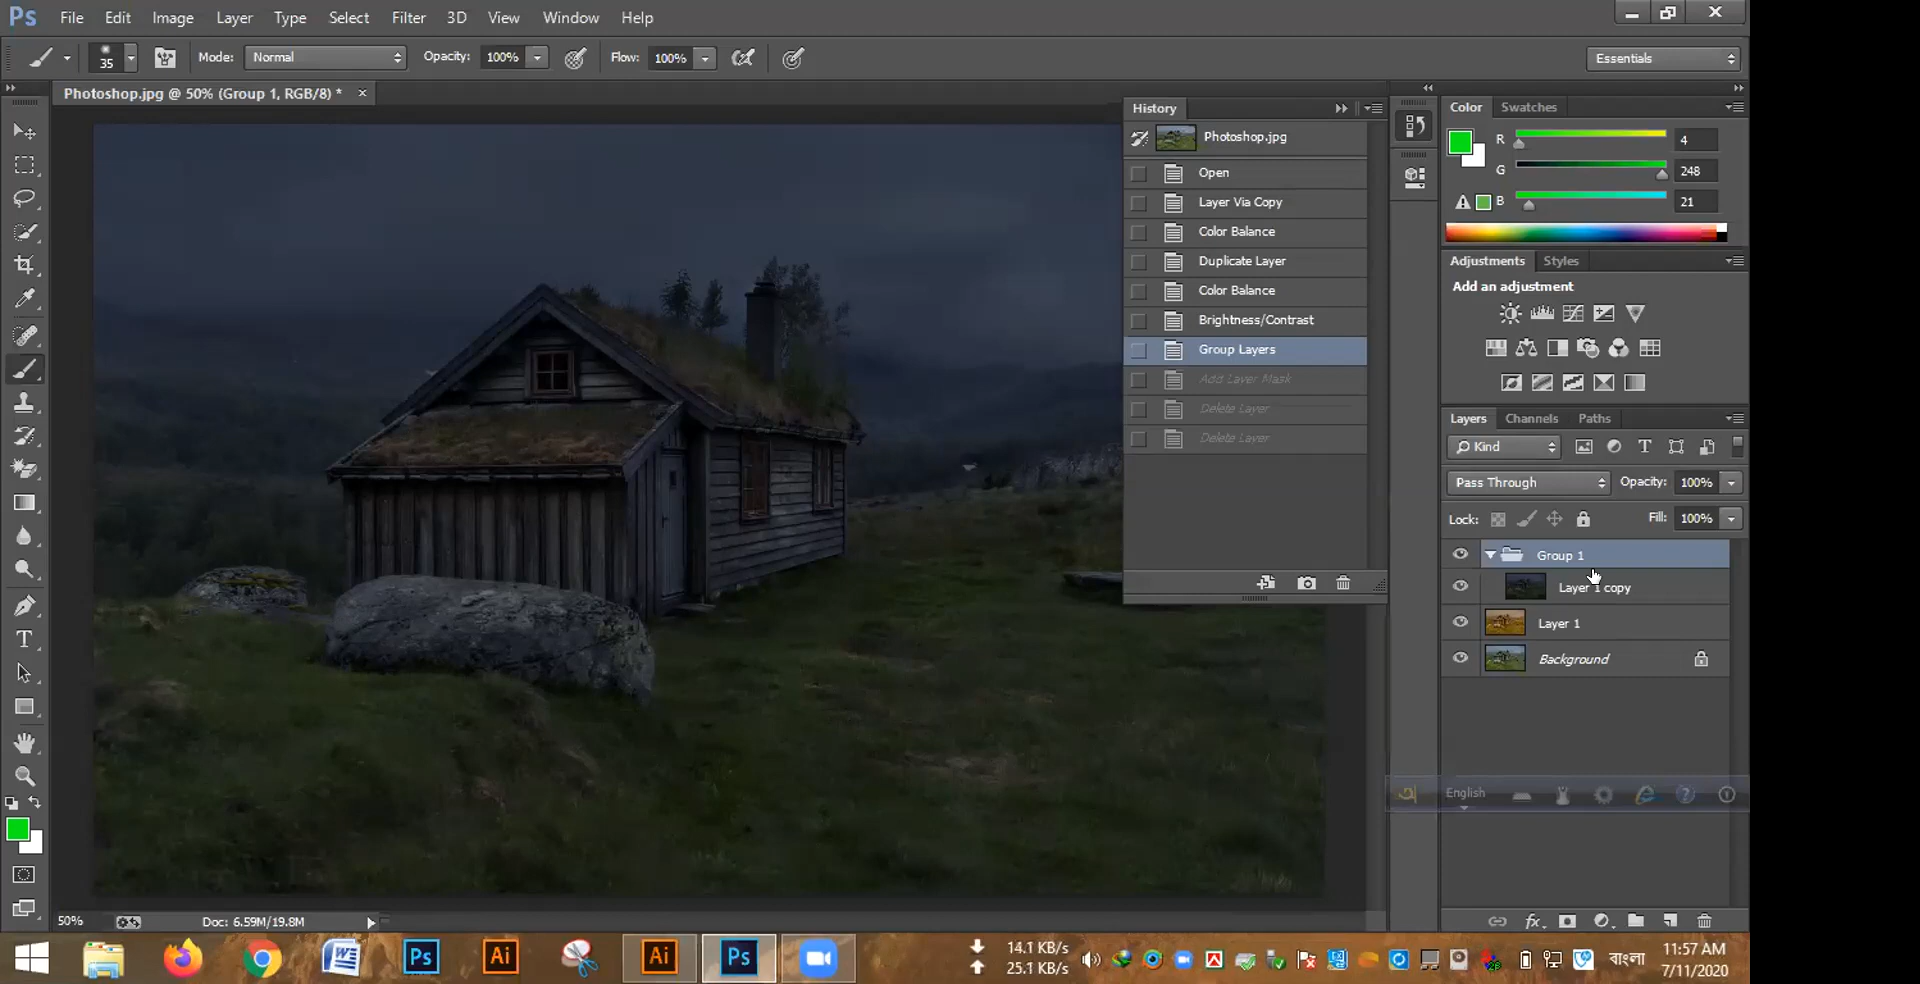 Ps File Edit Image Layer Type Select Filter 3D View Window Help
35 Mode: Normal Opacity: 100% Flow: 100% Essentials
Photoshop.jpg @ 50% (Group 1, RGB/8) * ×
History
Photoshop.jpg
Open
Layer Via Copy
Color Balance
Duplicate Layer
Color Balance
Brightness/Contrast
Group Layers
Add Layer Mask
Delete Layer
Delete Layer
Color Swatches
R 4
G 248
B 21
Adjustments Styles
Add an adjustment
Layers Channels Paths
Kind
Pass Through Opacity: 100%
Lock: Fill: 100%
Group 1
Layer 1 copy
Layer 1
Background
English
50% Doc: 6.59M/19.8M
Ps Ai Ai Ps
14.1 KB/s
25.1 KB/s
বাংলা
11:57 AM
7/11/2020